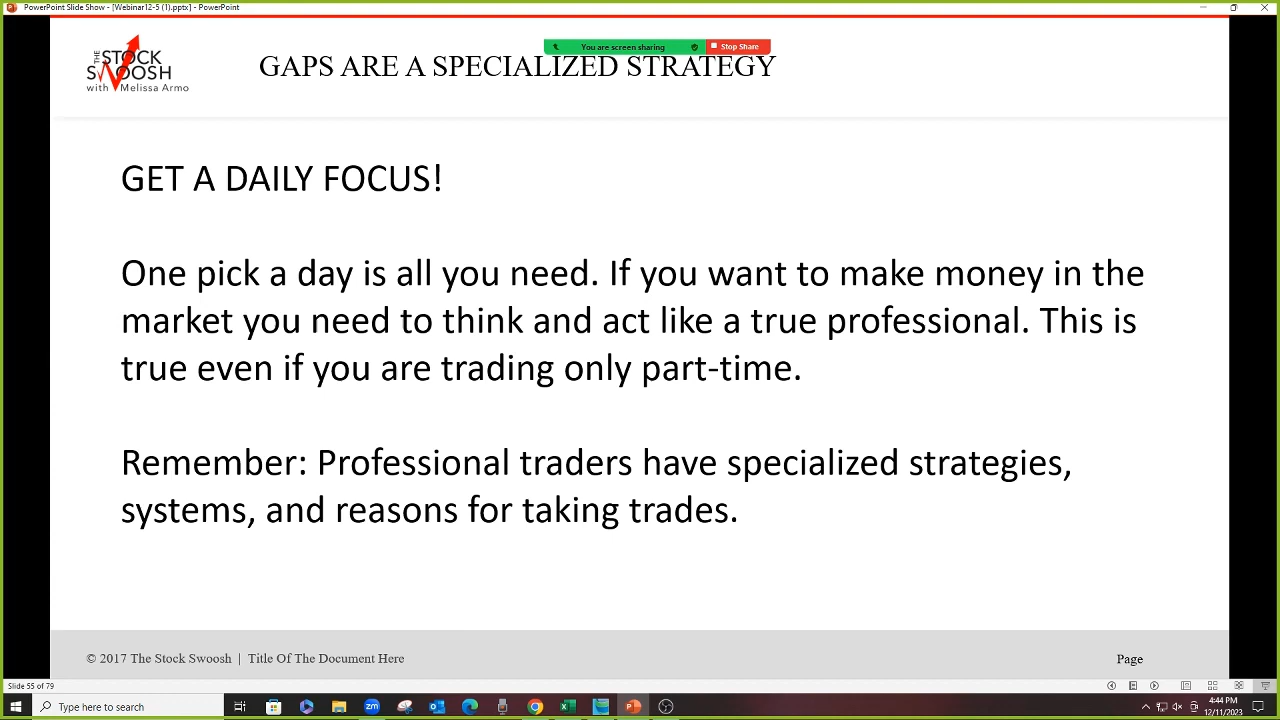 PowerPoint Slide Show - [Webinar12-5 (1).pptx] - PowerPoint
You are screen sharing
Stop Share
THE STOCK
SWOOSH
with Melissa Armo
GAPS ARE A SPECIALIZED STRATEGY
GET A DAILY FOCUS!
One pick a day is all you need. If you want to make money in the
market you need to think and act like a true professional. This is
true even if you are trading only part-time.
Remember: Professional traders have specialized strategies,
systems, and reasons for taking trades.
© 2017 The Stock Swoosh | Title Of The Document Here
Page
Slide 55 of 79
Type here to search
zm
4:44 PM
12/11/2023